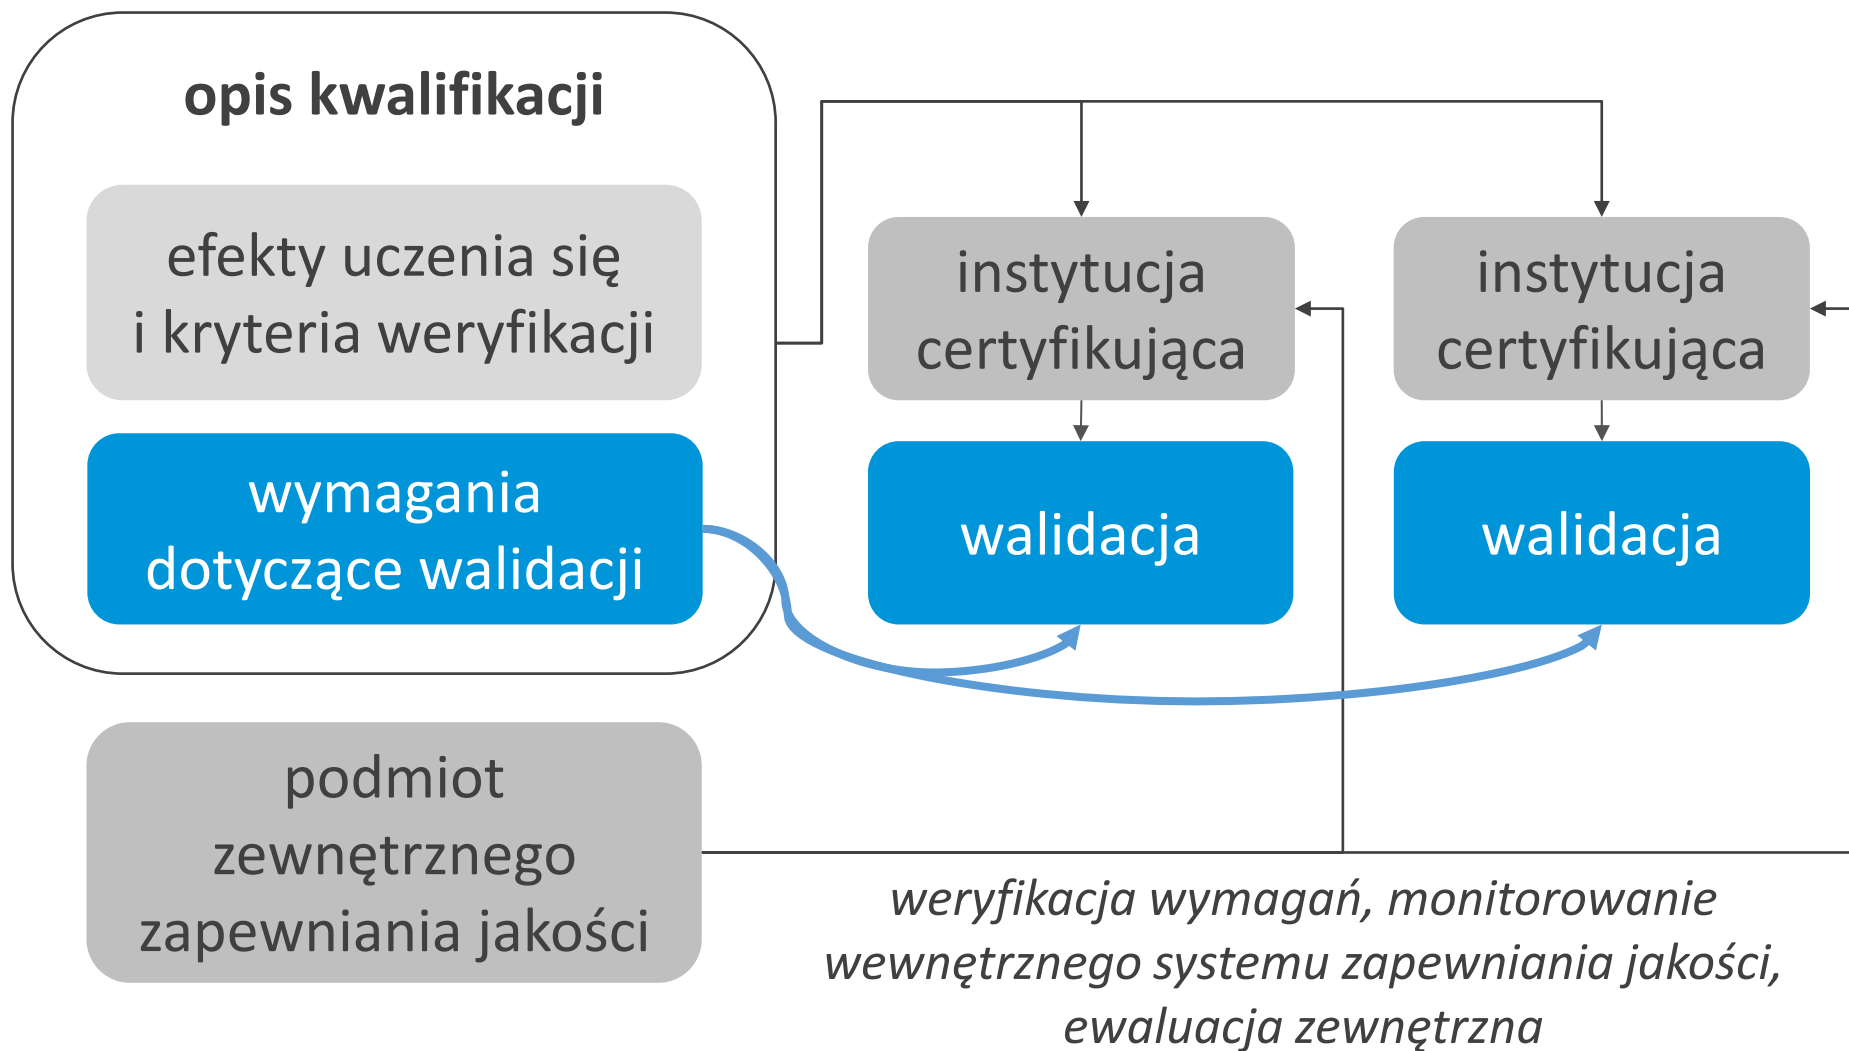 opis kwalifikacji
efekty uczenia się
i kryteria weryfikacji
wymagania
dotyczące walidacji
instytucja
certyfikująca
walidacja
instytucja
certyfikująca
walidacja
podmiot
zewnętrznego
zapewniania jakości
weryfikacja wymagań, monitorowanie
wewnętrznego systemu zapewniania jakości,
ewaluacja zewnętrzna